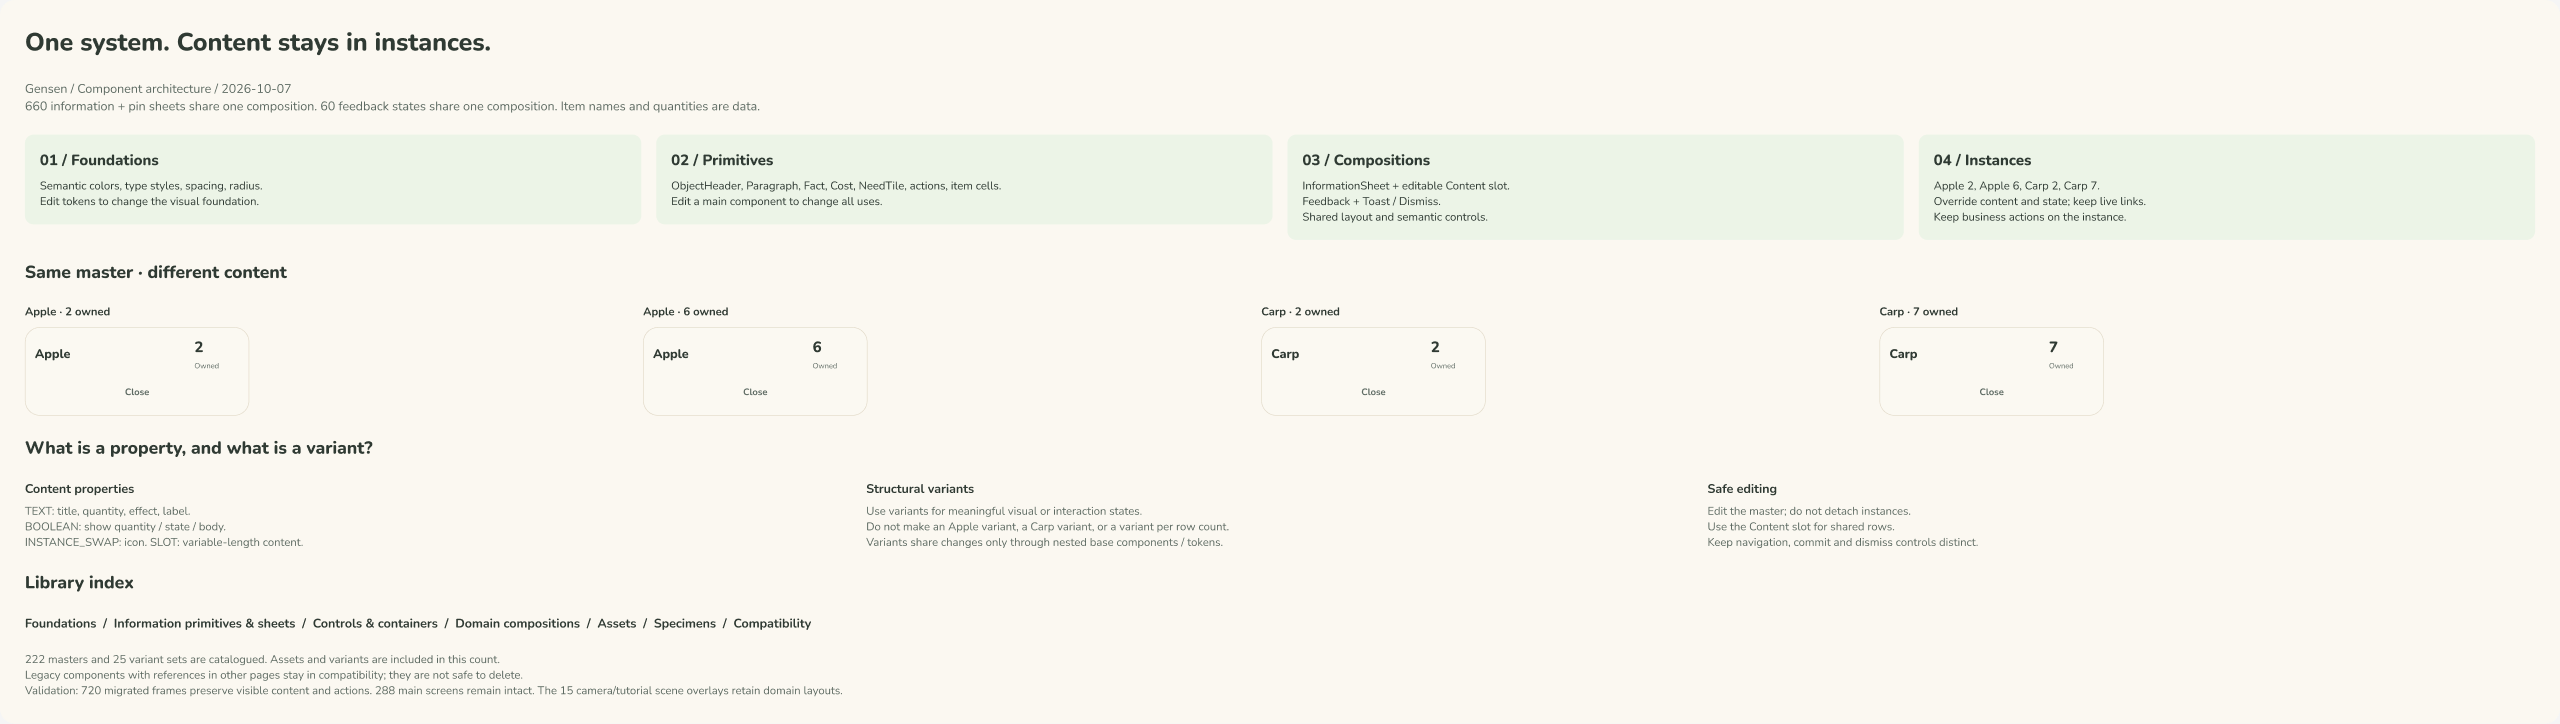 One system. Content stays in instances.
Gensen / Component architecture / 2026-10-07
660 information + pin sheets share one composition. 60 feedback states share one composition. Item names and quantities are data.
01 / Foundations
Semantic colors, type styles, spacing, radius.
Edit tokens to change the visual foundation.
02 / Primitives
ObjectHeader, Paragraph, Fact, Cost, NeedTile, actions, item cells.
Edit a main component to change all uses.
03 / Compositions
InformationSheet + editable Content slot.
Feedback + Toast / Dismiss.
Shared layout and semantic controls.
04 / Instances
Apple 2, Apple 6, Carp 2, Carp 7.
Override content and state; keep live links.
Keep business actions on the instance.
Same master · different content
Apple · 2 owned
Apple
2
Owned
Close
Apple · 6 owned
Apple
6
Owned
Close
Carp · 2 owned
Carp
2
Owned
Close
Carp · 7 owned
Carp
7
Owned
Close
What is a property, and what is a variant?
Content properties
TEXT: title, quantity, effect, label.
BOOLEAN: show quantity / state / body.
INSTANCE_SWAP: icon. SLOT: variable-length content.
Structural variants
Use variants for meaningful visual or interaction states.
Do not make an Apple variant, a Carp variant, or a variant per row count.
Variants share changes only through nested base components / tokens.
Safe editing
Edit the master; do not detach instances.
Use the Content slot for shared rows.
Keep navigation, commit and dismiss controls distinct.
Library index
Foundations / Information primitives & sheets / Controls & containers / Domain compositions / Assets / Specimens / Compatibility
222 masters and 25 variant sets are catalogued. Assets and variants are included in this count.
Legacy components with references in other pages stay in compatibility; they are not safe to delete.
Validation: 720 migrated frames preserve visible content and actions. 288 main screens remain intact. The 15 camera/tutorial scene overlays retain domain layouts.